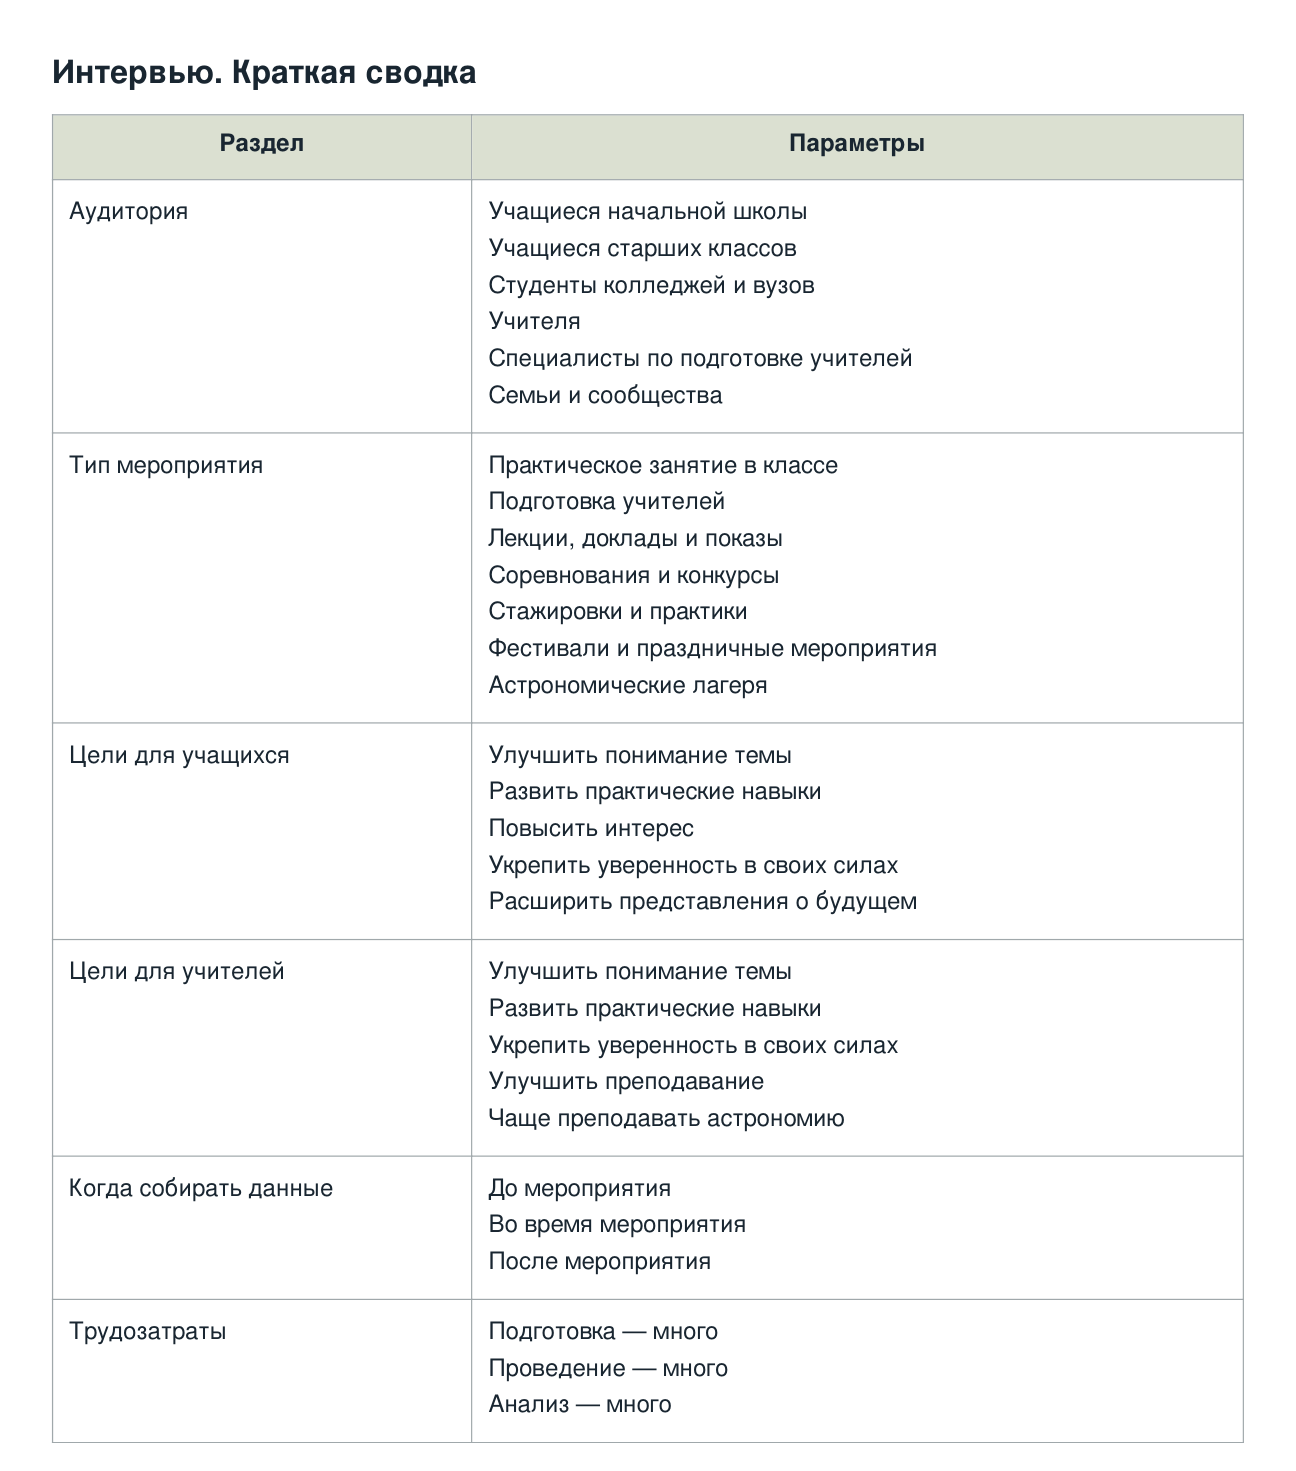 Интервью. Краткая сводка
Раздел
Параметры
Аудитория
Учащиеся начальной школы
Учащиеся старших классов
Студенты колледжей и вузов
Учителя
Специалисты по подготовке учителей
Семьи и сообщества
Тип мероприятия
Практическое занятие в классе
Подготовка учителей
Лекции, доклады и показы
Соревнования и конкурсы
Стажировки и практики
Фестивали и праздничные мероприятия
Астрономические лагеря
Цели для учащихся
Улучшить понимание темы
Развить практические навыки
Повысить интерес
Укрепить уверенность в своих силах
Расширить представления о будущем
Цели для учителей
Улучшить понимание темы
Развить практические навыки
Укрепить уверенность в своих силах
Улучшить преподавание
Чаще преподавать астрономию
Когда собирать данные
До мероприятия
Во время мероприятия
После мероприятия
Трудозатраты
Подготовка — много
Проведение — много
Анализ — много